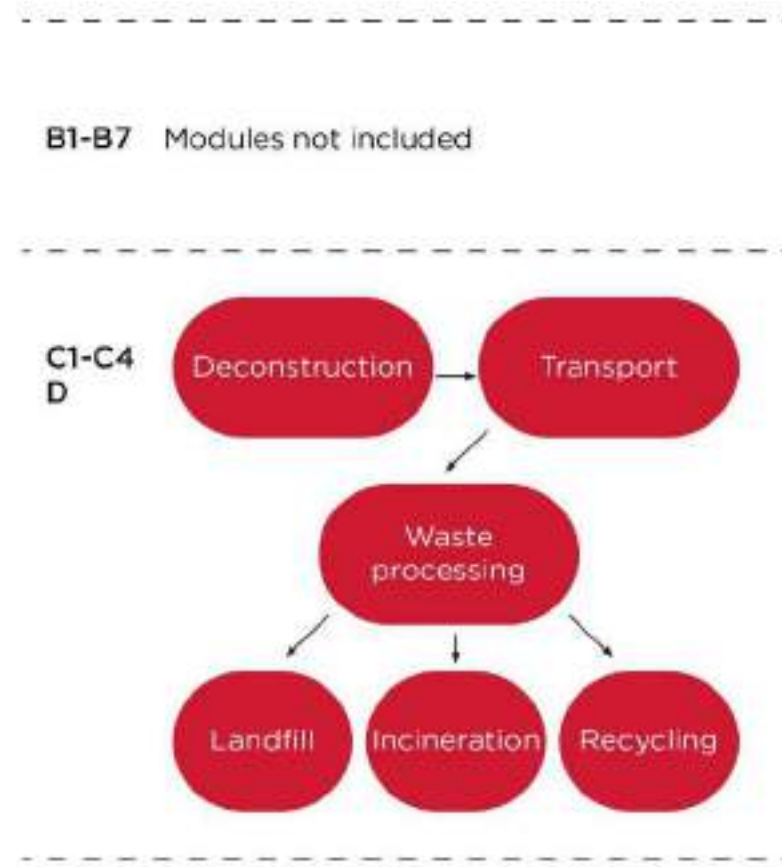 B1-B7 Modules not included
C1-C4
D
Deconstruction
Transport
Waste
processing
Landfill
Incineration
Recycling